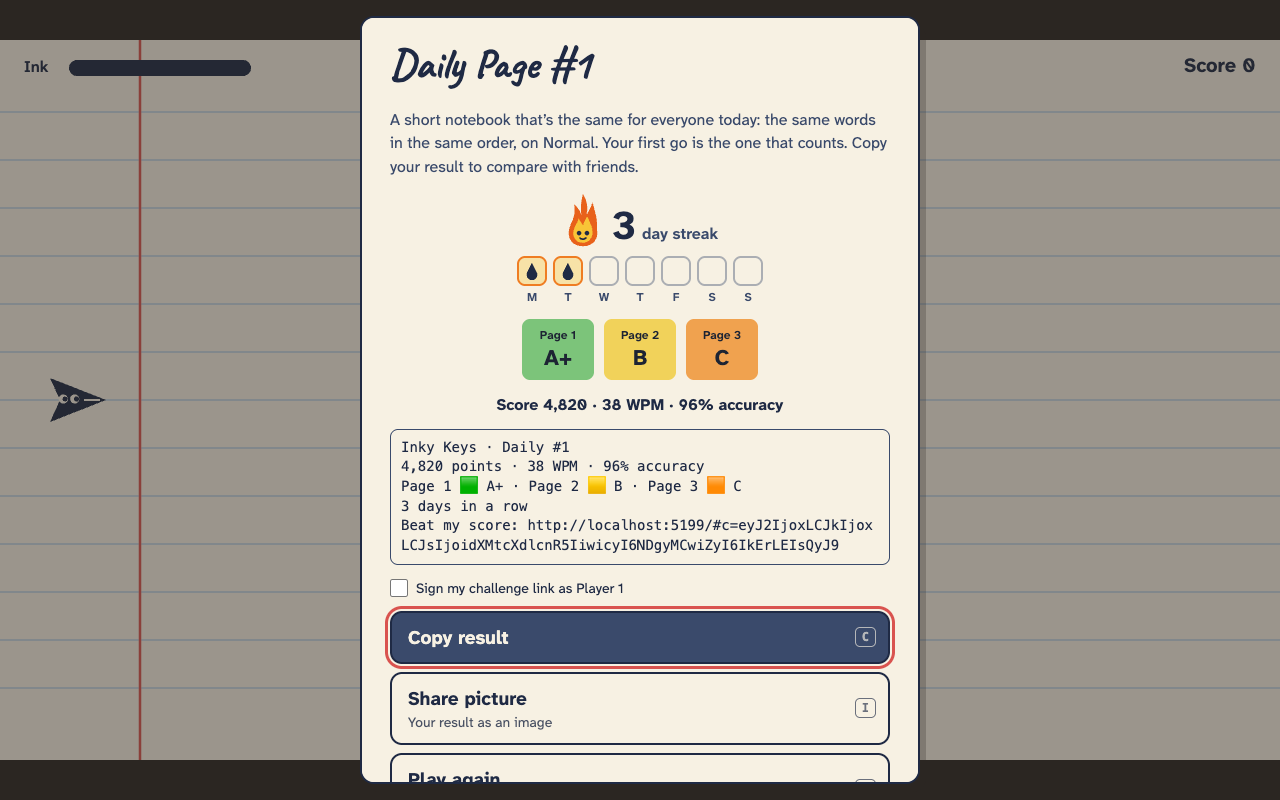 Ink
Score 0
Daily Page #1
A short notebook that's the same for everyone today: the same words
in the same order, on Normal. Your first go is the one that counts. Copy
your result to compare with friends.
3 day streak
M T W T F S S
Page 1 Page 2 Page 3
A+ B C
Score 4,820 · 38 WPM · 96% accuracy
Inky Keys · Daily #1
4,820 points · 38 WPM · 96% accuracy
Page 1 🟩 A+ · Page 2 🟨 B · Page 3 🟧 C
3 days in a row
Beat my score: http://localhost:5199/#c=eyJ2IjoxLCJkIjox
LCJsIjoidXMtcXdlcnR5IiwicyI6NDgyMCwiZyI6IkErLEIsQyJ9
Sign my challenge link as Player 1
Copy result C
Share picture I
Your result as an image
Play again